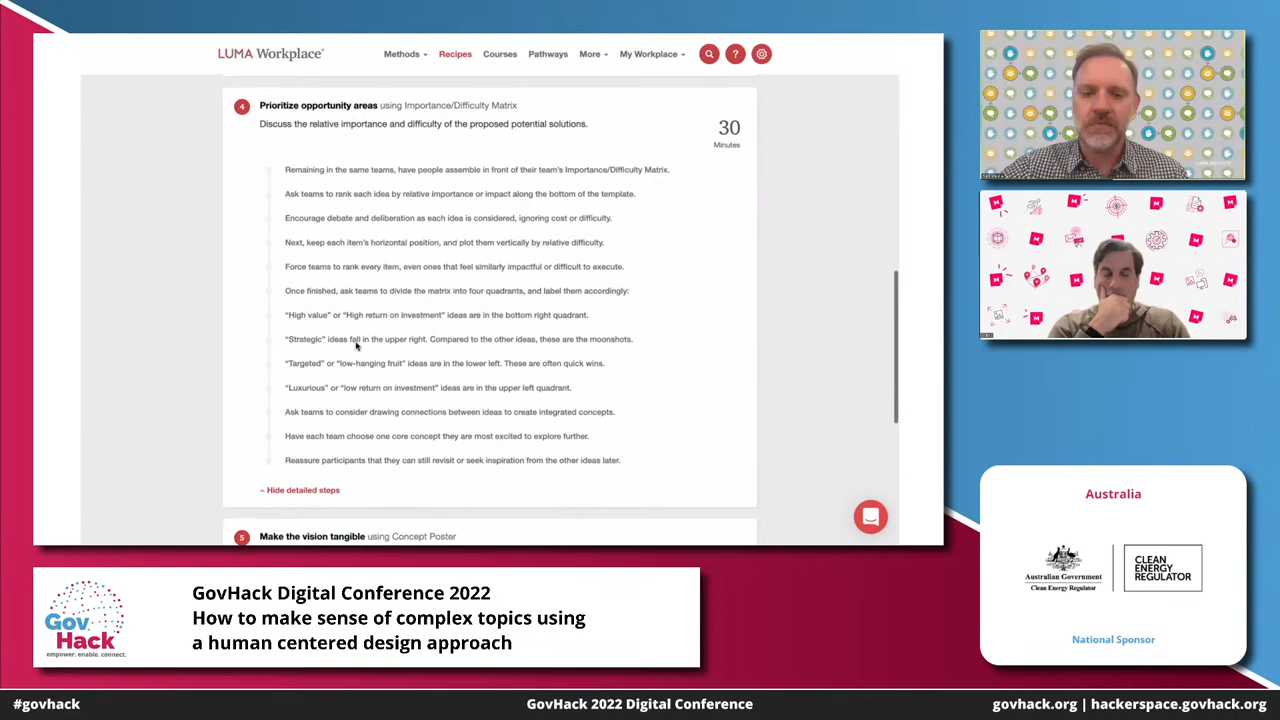 LUMA Workplace®
Methods
Recipes
Courses
Pathways
More
My Workplace
?
4
Prioritize opportunity areas using Importance/Difficulty Matrix
Discuss the relative importance and difficulty of the proposed potential solutions.
30
Minutes
Remaining in the same teams, have people assemble in front of their team's Importance/Difficulty Matrix.
Ask teams to rank each idea by relative importance or impact along the bottom of the template.
Encourage debate and deliberation as each idea is considered, ignoring cost or difficulty.
Next, keep each item's horizontal position, and plot them vertically by relative difficulty.
Force teams to rank every item, even ones that feel similarly impactful or difficult to execute.
Once finished, ask teams to divide the matrix into four quadrants, and label them accordingly:
“High value” or “High return on investment” ideas are in the bottom right quadrant.
“Strategic” ideas fall in the upper right. Compared to the other ideas, these are the moonshots.
“Targeted” or “low-hanging fruit” ideas are in the lower left. These are often quick wins.
“Luxurious” or “low return on investment” ideas are in the upper left quadrant.
Ask teams to consider drawing connections between ideas to create integrated concepts.
Have each team choose one core concept they are most excited to explore further.
Reassure participants that they can still revisit or seek inspiration from the other ideas later.
Hide detailed steps
5
Make the vision tangible using Concept Poster
Australia
Australian Government
Clean Energy Regulator
CLEAN
ENERGY
REGULATOR
National Sponsor
Gov
Hack
empower. enable. connect.
GovHack Digital Conference 2022
How to make sense of complex topics using
a human centered design approach
#govhack
GovHack 2022 Digital Conference
govhack.org | hackerspace.govhack.org